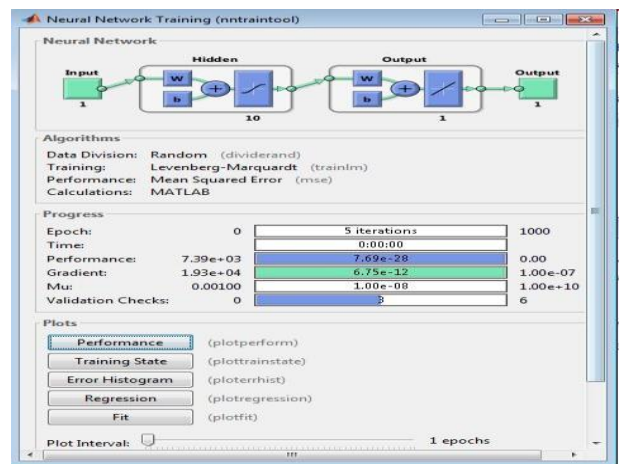 Neural Network Training (nntraintool)
Neural Network
Hidden
Output
Input
W
b
+
W
b
+
Output
1
10
1
1
Algorithms
Data Division: Random (dividerand)
Training: Levenberg-Marquardt (trainlm)
Performance: Mean Squared Error (mse)
Calculations: MATLAB
Progress
Epoch: 0 5 iterations 1000
Time: 0:00:00
Performance: 7.39e+03 7.69e-28 0.00
Gradient: 1.93e+04 6.75e-12 1.00e-07
Mu: 0.00100 1.00e-08 1.00e+10
Validation Checks: 0 3 6
Plots
Performance (plotperform)
Training State (plottrainstate)
Error Histogram (ploterrhist)
Regression (plotregression)
Fit (plotfit)
Plot Interval: 1 epochs